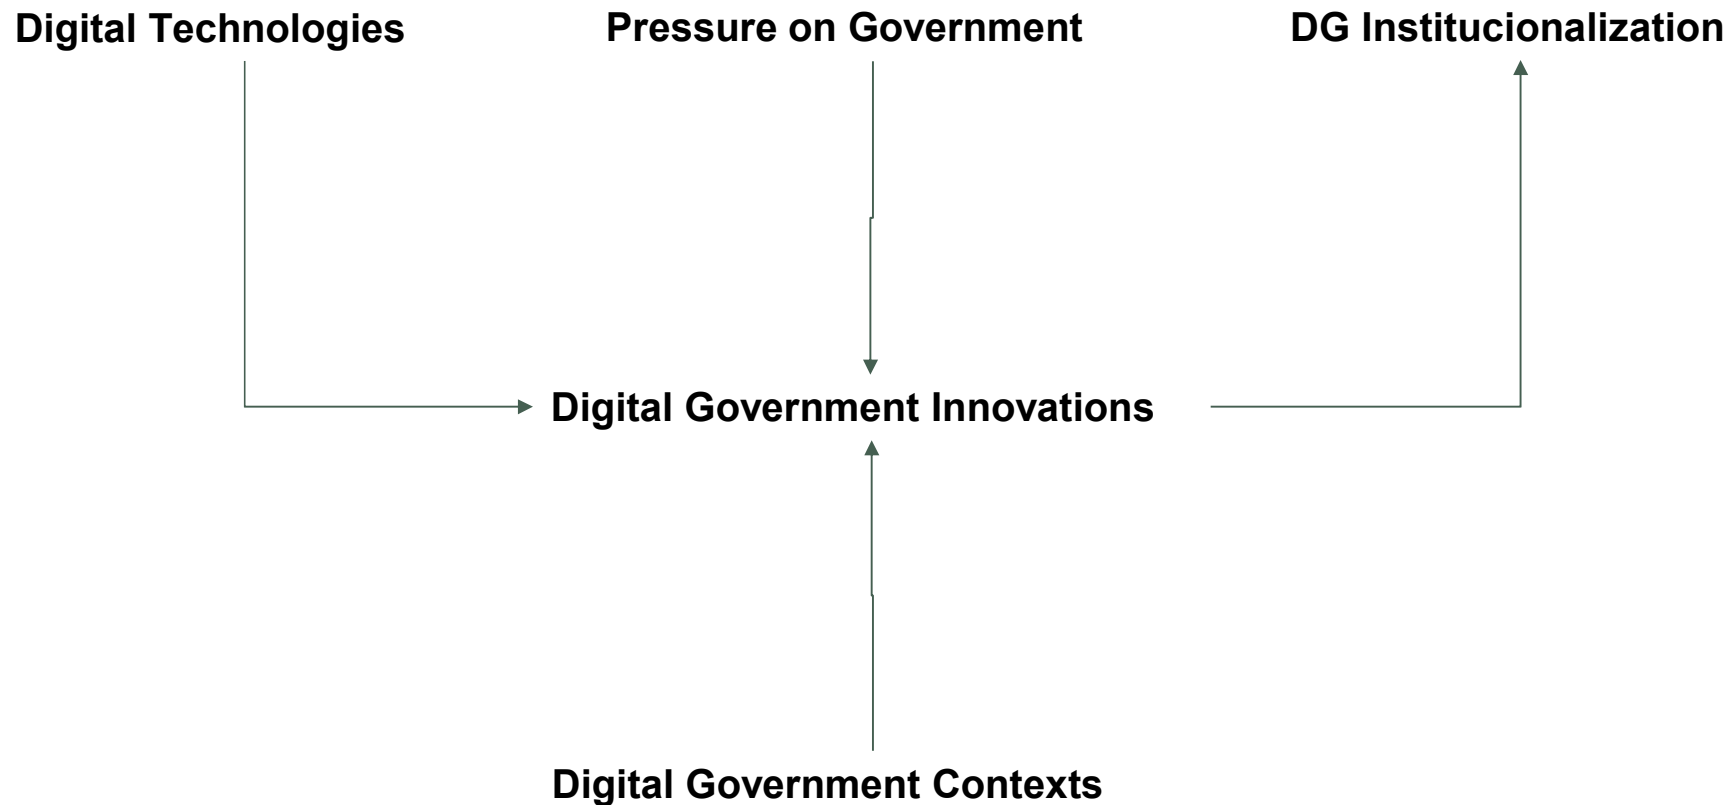 Digital Technologies
Pressure on Government
DG Institucionalization
Digital Government Innovations
Digital Government Contexts